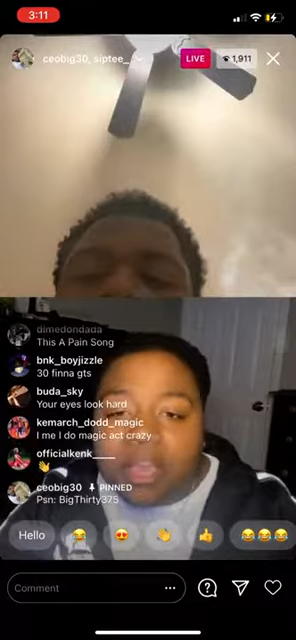 3:11
ceobig30, siptee_
LIVE
1,911
dimedondada
This A Pain Song
bnk_boyjizzle
30 finna gts
buda_sky
Your eyes look hard
kemarch_dodd_magic
I me I do magic act crazy
officialkenk____
👋
ceobig30 PINNED
Psn: BigThirty375
Hello 😂 😍 👏 👍 😂😂😂
Comment